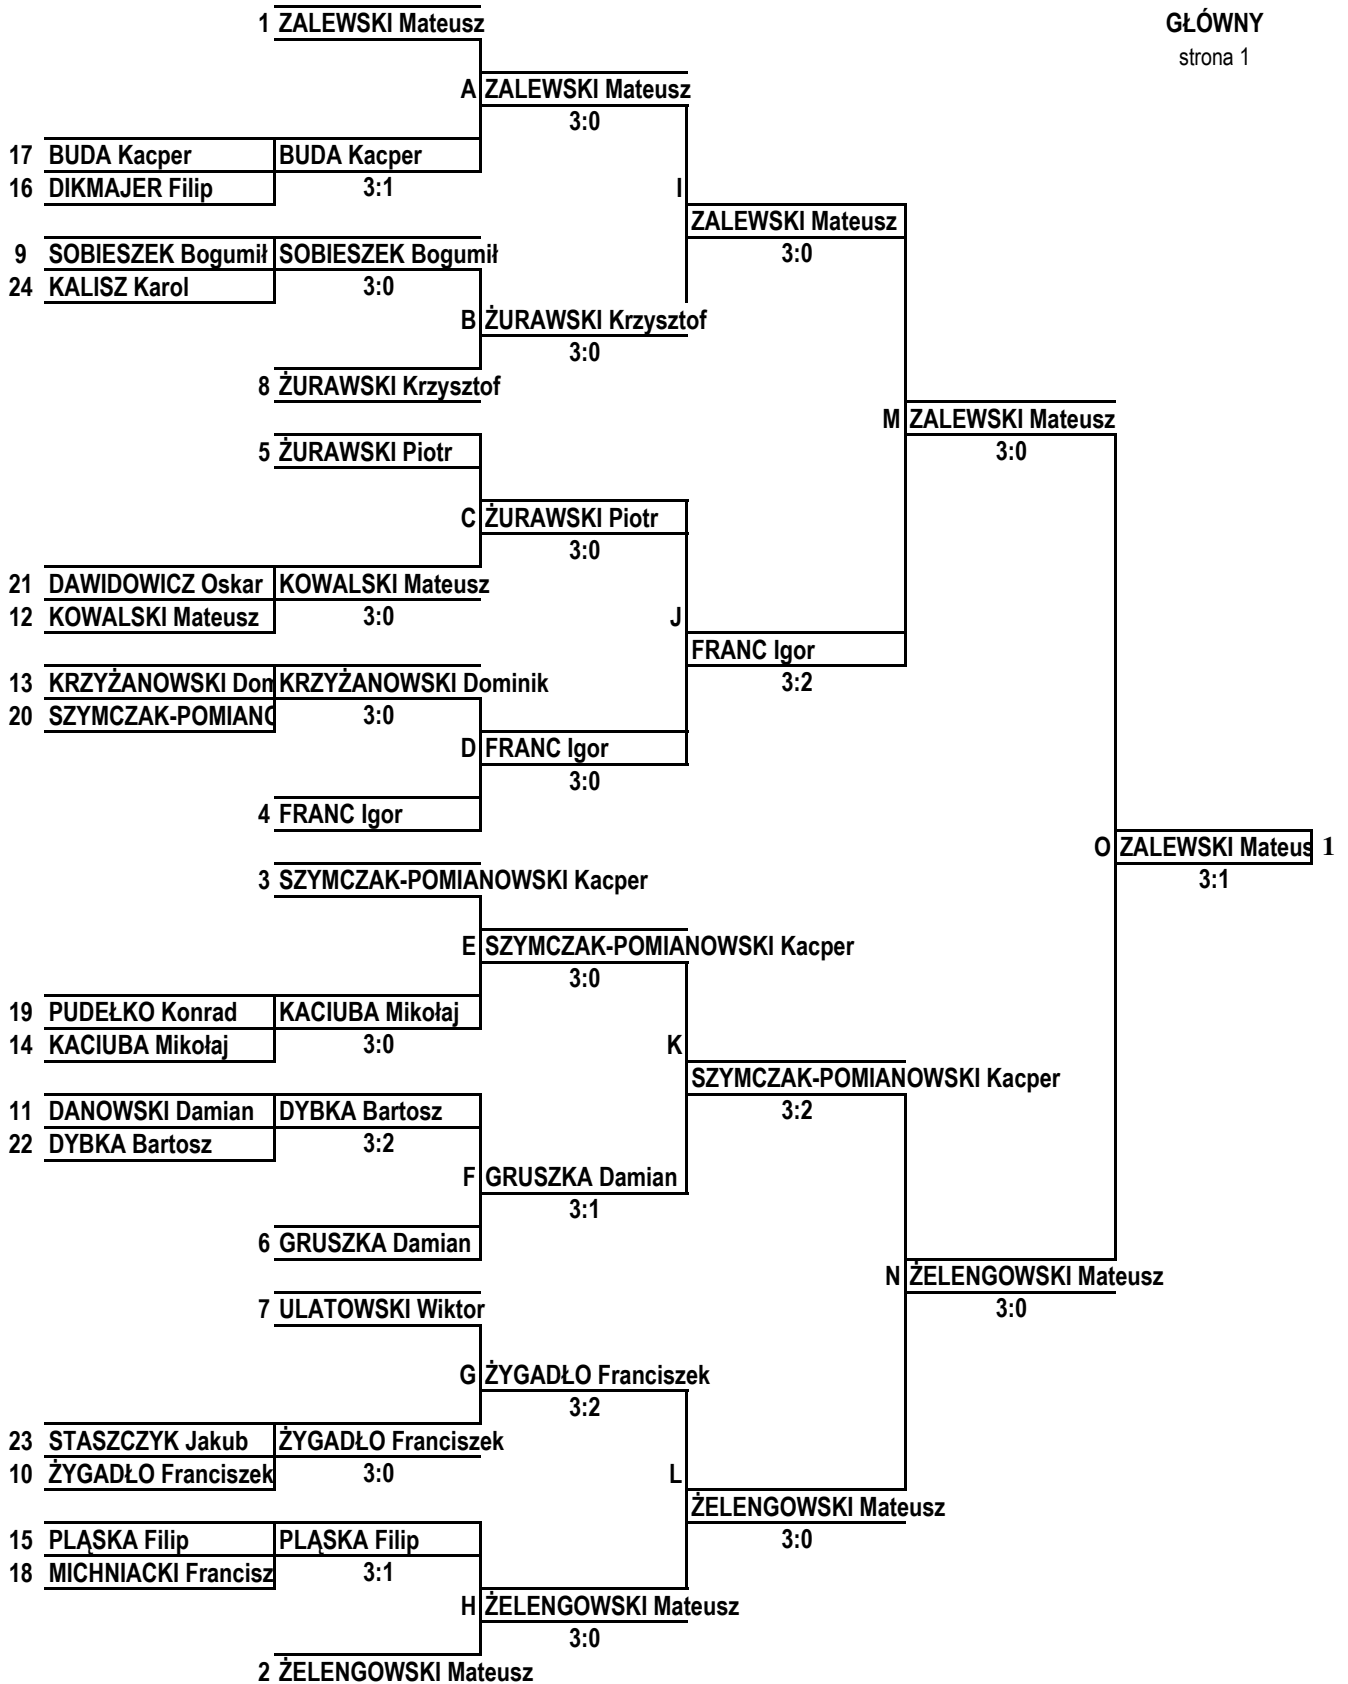 1 ZALEWSKI Mateusz GŁÓWNY
strona 1
A ZALEWSKI Mateusz
3:0
17 BUDA Kacper BUDA Kacper
16 DIKMAJER Filip 3:1 I
ZALEWSKI Mateusz
9 SOBIESZEK Bogumił SOBIESZEK Bogumił 3:0
24 KALISZ Karol 3:0
B ŻURAWSKI Krzysztof
3:0
8 ŻURAWSKI Krzysztof
M ZALEWSKI Mateusz
5 ŻURAWSKI Piotr 3:0
C ŻURAWSKI Piotr
3:0
21 DAWIDOWICZ Oskar KOWALSKI Mateusz
12 KOWALSKI Mateusz 3:0 J
FRANC Igor
13 KRZYŻANOWSKI Dom KRZYŻANOWSKI Dominik 3:2
20 SZYMCZAK-POMIANO 3:0
D FRANC Igor
3:0
4 FRANC Igor
O ZALEWSKI Mateus 1
3 SZYMCZAK-POMIANOWSKI Kacper 3:1
E SZYMCZAK-POMIANOWSKI Kacper
3:0
19 PUDEŁKO Konrad KACIUBA Mikołaj
14 KACIUBA Mikołaj 3:0 K
SZYMCZAK-POMIANOWSKI Kacper
11 DANOWSKI Damian DYBKA Bartosz 3:2
22 DYBKA Bartosz 3:2
F GRUSZKA Damian
3:1
6 GRUSZKA Damian
N ŻELENGOWSKI Mateusz
7 ULATOWSKI Wiktor 3:0
G ŻYGADŁO Franciszek
3:2
23 STASZCZYK Jakub ŻYGADŁO Franciszek
10 ŻYGADŁO Franciszek 3:0 L
ŻELENGOWSKI Mateusz
15 PLĄSKA Filip PLĄSKA Filip 3:0
18 MICHNIACKI Francisz 3:1
H ŻELENGOWSKI Mateusz
3:0
2 ŻELENGOWSKI Mateusz